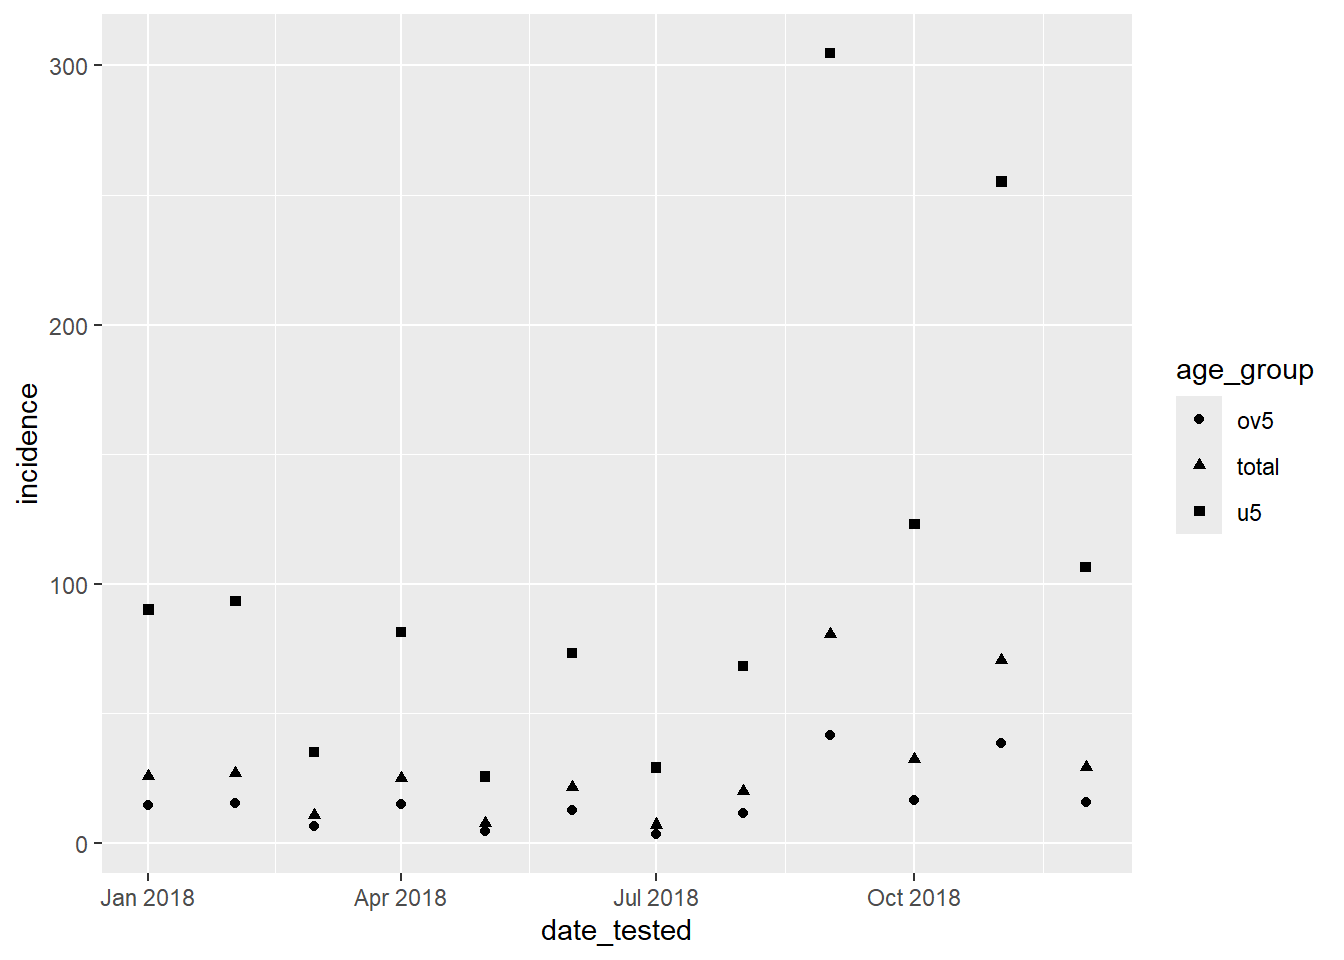 300
200
100
0
incidence
Jan 2018
Apr 2018
Jul 2018
Oct 2018
date_tested
age_group
ov5
total
u5